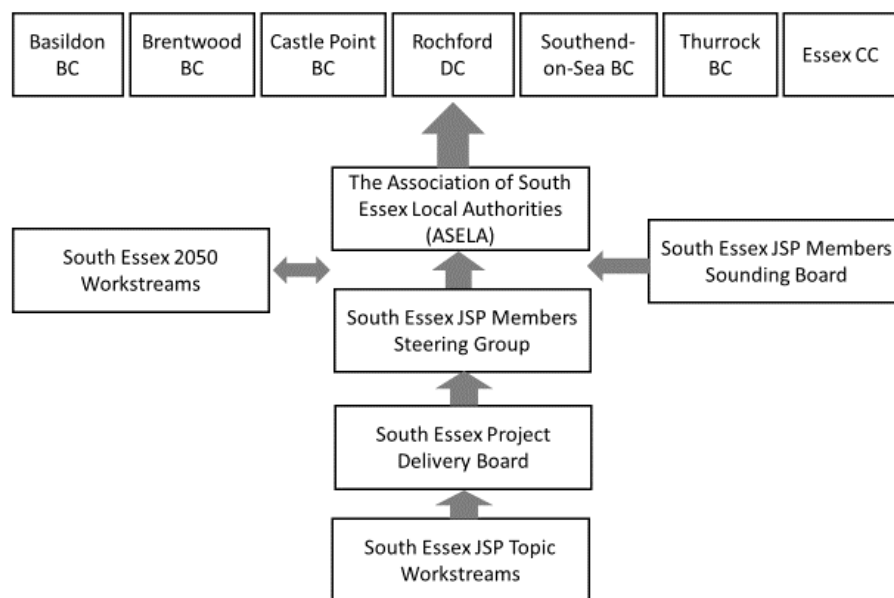 Basildon
BC
Brentwood
BC
Castle Point
BC
Rochford
DC
Southend-
on-Sea BC
Thurrock
BC
Essex CC
The Association of South
Essex Local Authorities
(ASELA)
South Essex 2050
Workstreams
South Essex JSP Members
Sounding Board
South Essex JSP Members
Steering Group
South Essex Project
Delivery Board
South Essex JSP Topic
Workstreams